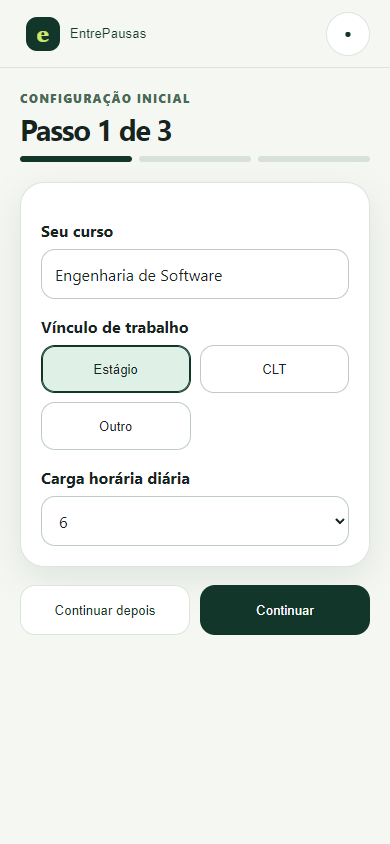 e EntrePausas
CONFIGURAÇÃO INICIAL
Passo 1 de 3
Seu curso
Engenharia de Software
Vínculo de trabalho
Estágio CLT
Outro
Carga horária diária
6
Continuar depois Continuar